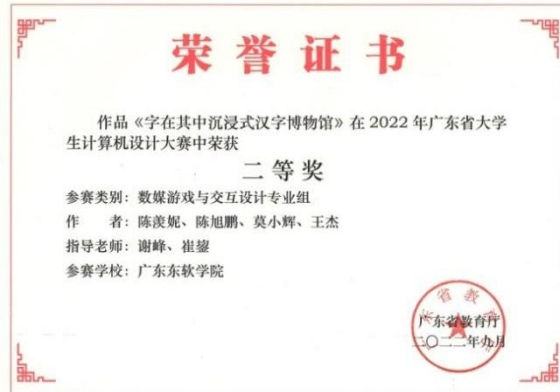 荣誉证书
作品《字在其中沉浸式汉字博物馆》在 2022 年广东省大学
生计算机设计大赛中荣获
二等奖
参赛类别：数媒游戏与交互设计专业组
作　　者：陈羡妮、陈旭鹏、莫小辉、王杰
指导老师：谢峰、崔鋆
参赛学校：广东东软学院
广东省教育厅
二〇二二年九月